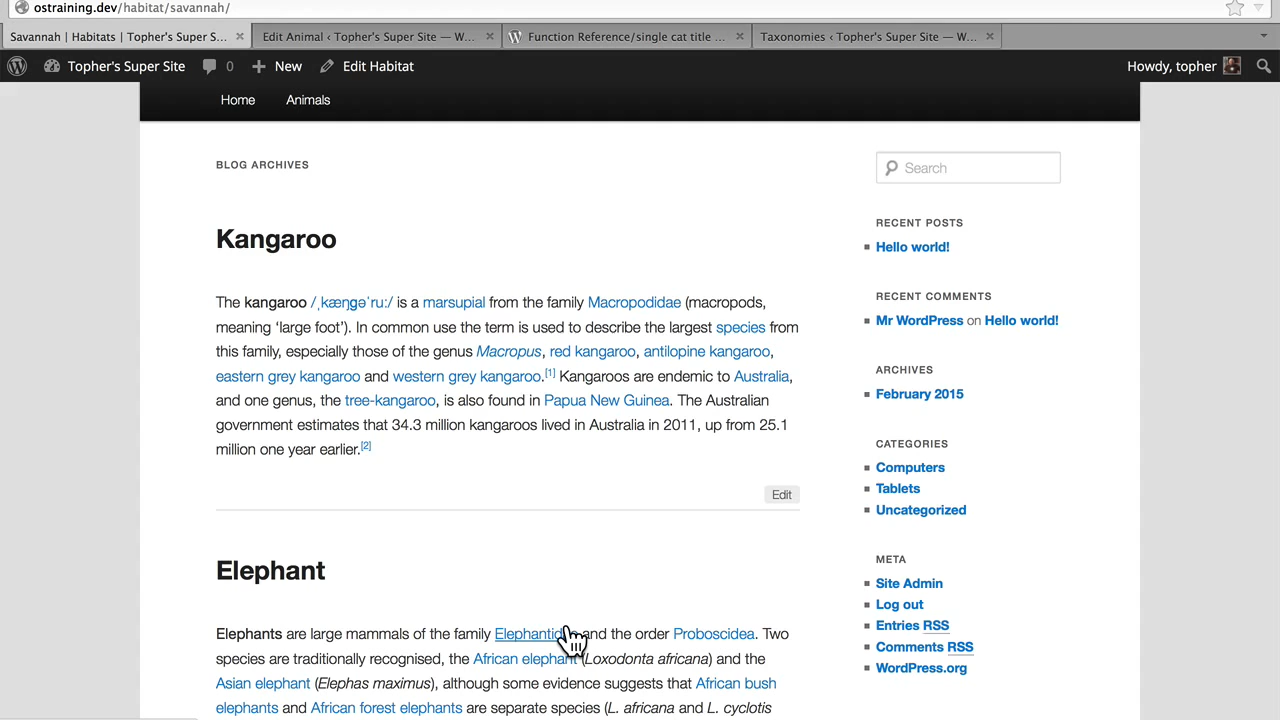 ostraining.dev/habitat/savannah/
Savannah | Habitats | Topher's Super S... Edit Animal ‹ Topher's Super Site — W... Function Reference/single cat title ... Taxonomies ‹ Topher's Super Site — W...
Topher's Super Site 0 New Edit Habitat Howdy, topher
Home Animals
BLOG ARCHIVES
Kangaroo
The kangaroo /ˌkæŋɡəˈruː/ is a marsupial from the family Macropodidae (macropods,
meaning ‘large foot’). In common use the term is used to describe the largest species from
this family, especially those of the genus Macropus, red kangaroo, antilopine kangaroo,
eastern grey kangaroo and western grey kangaroo.[1] Kangaroos are endemic to Australia,
and one genus, the tree-kangaroo, is also found in Papua New Guinea. The Australian
government estimates that 34.3 million kangaroos lived in Australia in 2011, up from 25.1
million one year earlier.[2]
Edit
Elephant
Elephants are large mammals of the family Elephantid and the order Proboscidea. Two
species are traditionally recognised, the African elephant (Loxodonta africana) and the
Asian elephant (Elephas maximus), although some evidence suggests that African bush
elephants and African forest elephants are separate species (L. africana and L. cyclotis
Search
RECENT POSTS
Hello world!
RECENT COMMENTS
Mr WordPress on Hello world!
ARCHIVES
February 2015
CATEGORIES
Computers
Tablets
Uncategorized
META
Site Admin
Log out
Entries RSS
Comments RSS
WordPress.org